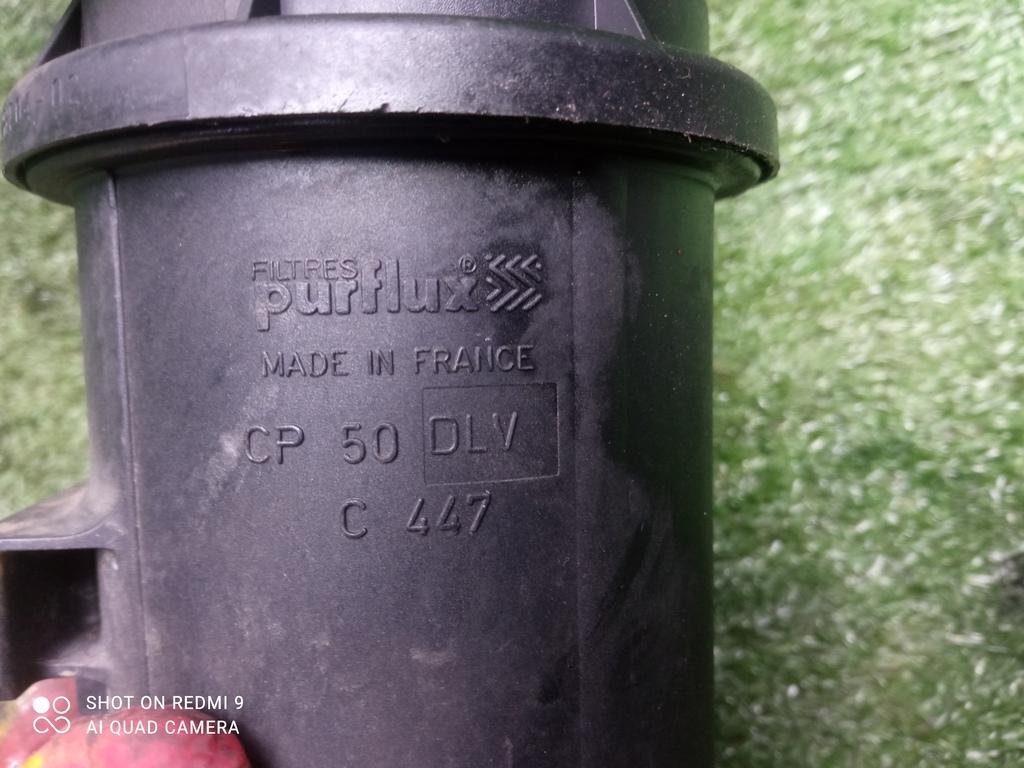 FILTRES
purflux®
MADE IN FRANCE
CP 50 DLV
C 447
SHOT ON REDMI 9
AI QUAD CAMERA